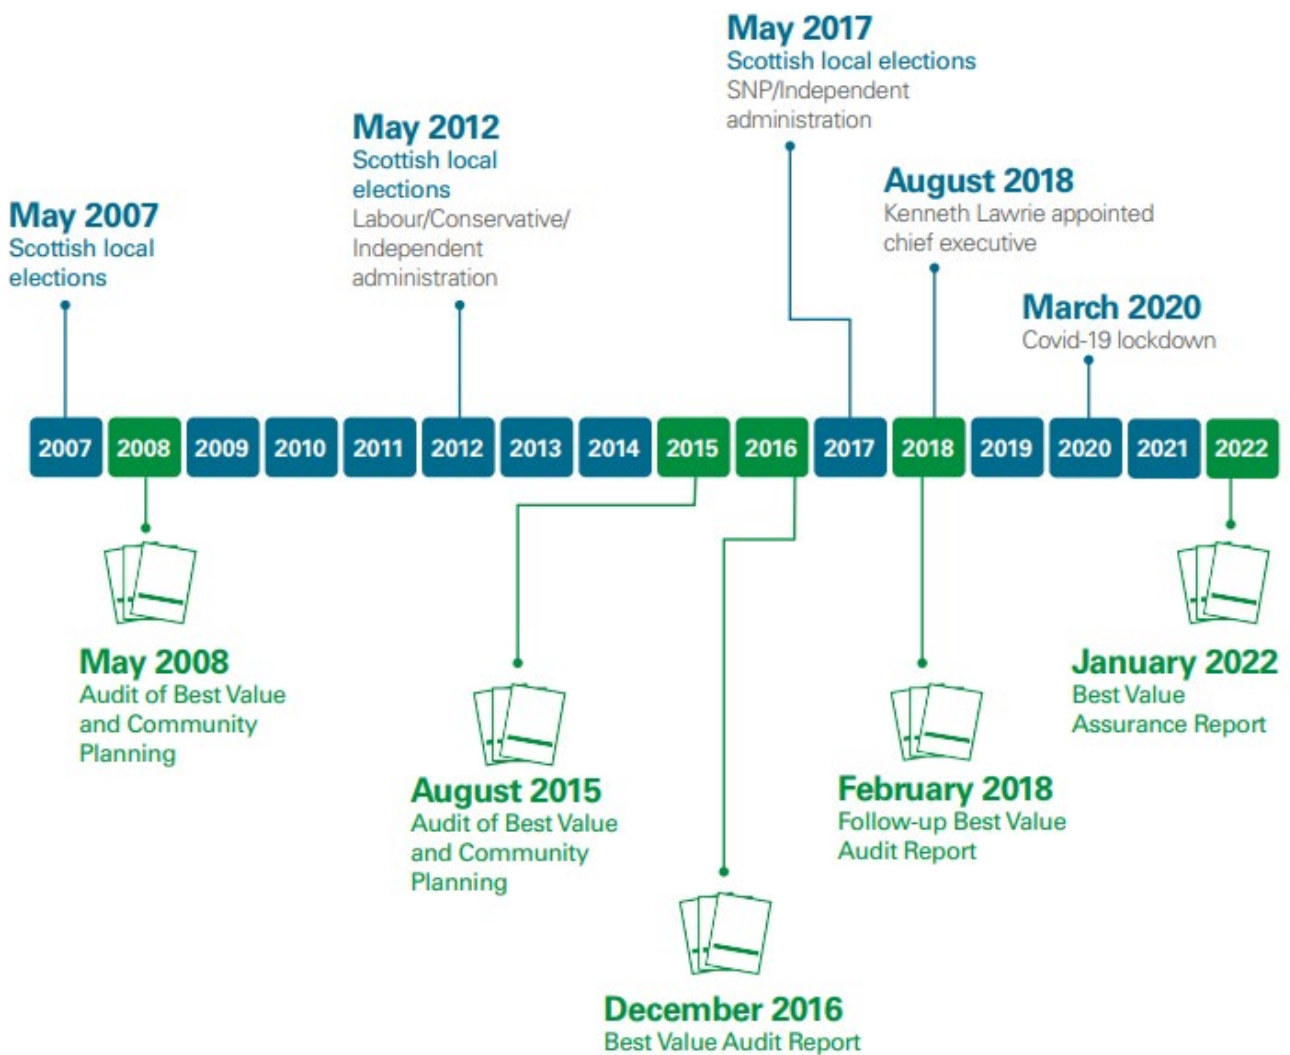 May 2017
Scottish local elections
SNP/Independent
administration
May 2012
Scottish local
elections
Labour/Conservative/
Independent
administration
August 2018
Kenneth Lawrie appointed
chief executive
May 2007
Scottish local
elections
March 2020
Covid-19 lockdown
2007 2008 2009 2010 2011 2012 2013 2014 2015 2016 2017 2018 2019 2020 2021 2022
May 2008
Audit of Best Value
and Community
Planning
January 2022
Best Value
Assurance Report
August 2015
Audit of Best Value
and Community
Planning
February 2018
Follow-up Best Value
Audit Report
December 2016
Best Value Audit Report